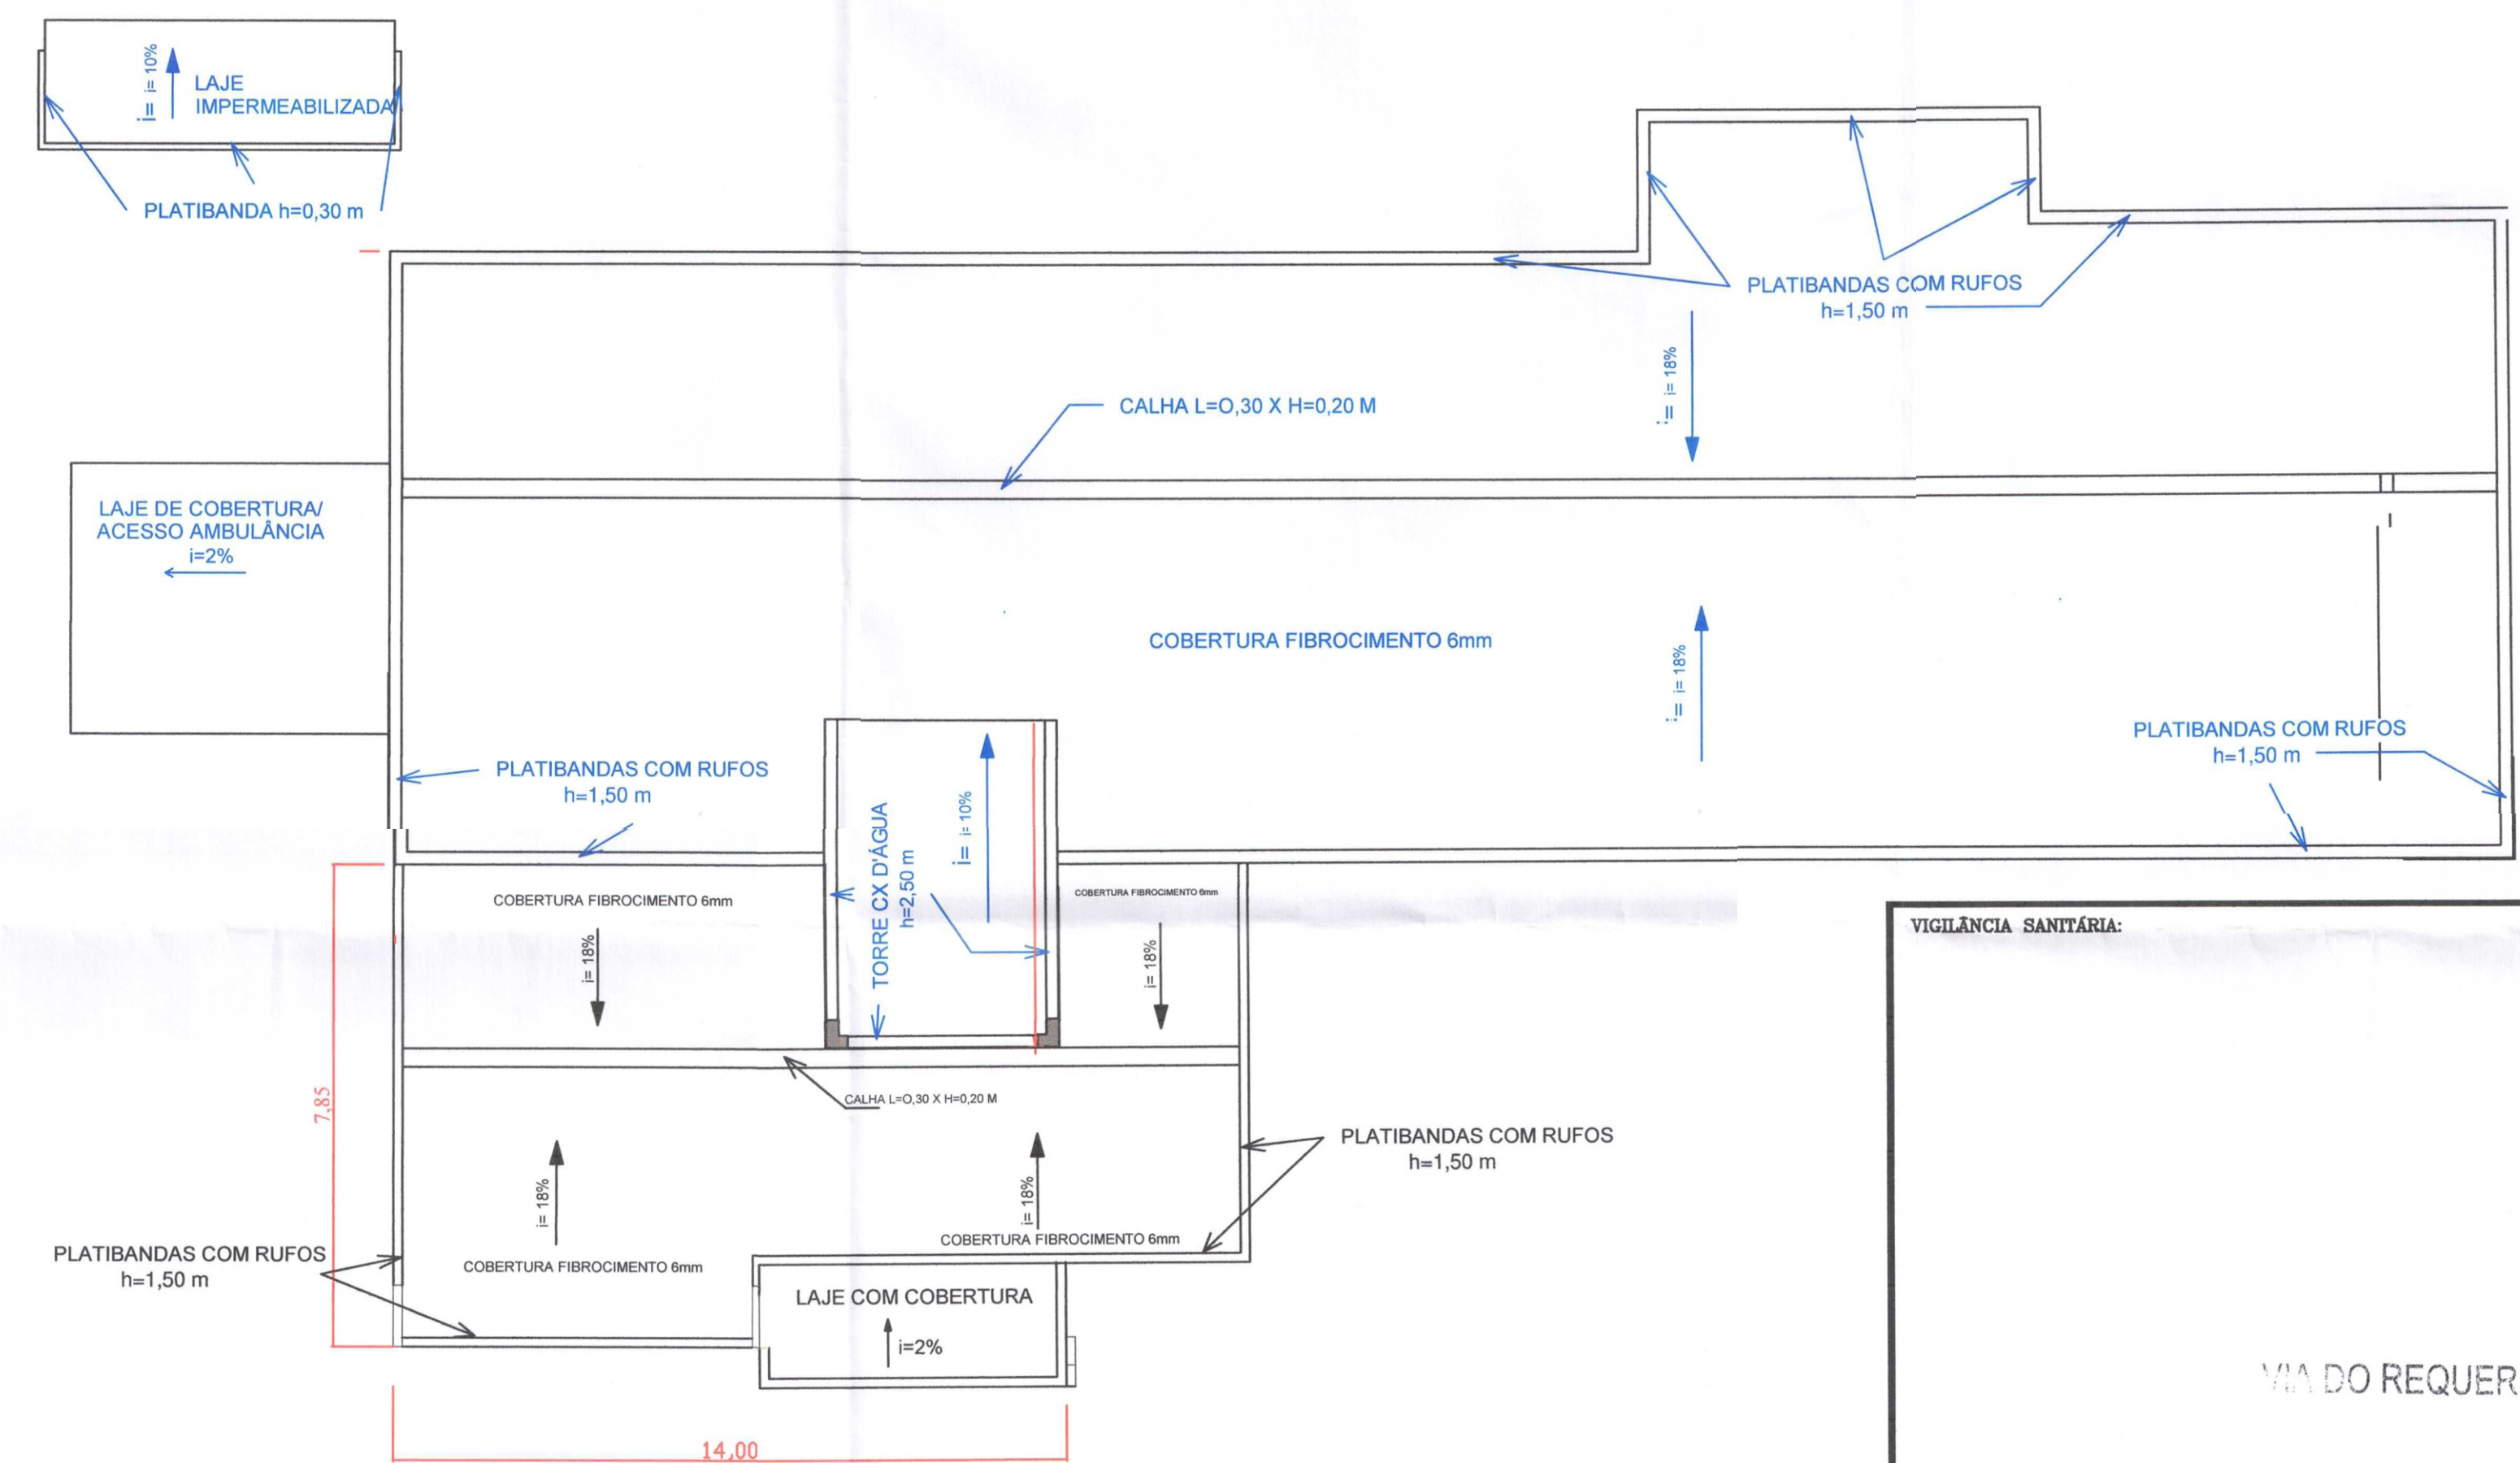 i= i= 10%
LAJE
IMPERMEABILIZADA
PLATIBANDA h=0,30 m
PLATIBANDAS COM RUFOS
h=1,50 m
i= i= 18%
CALHA L=O,30 X H=0,20 M
LAJE DE COBERTURA/
ACESSO AMBULÂNCIA
i=2%
COBERTURA FIBROCIMENTO 6mm
i= i= 18%
PLATIBANDAS COM RUFOS
h=1,50 m
PLATIBANDAS COM RUFOS
h=1,50 m
TORRE CX D'ÁGUA
h=2,50 m
i= i= 10%
COBERTURA FIBROCIMENTO 6mm
COBERTURA FIBROCIMENTO 6mm
i= 18%
i= 18%
VIGILÂNCIA SANITÁRIA:
CALHA L=O,30 X H=0,20 M
7,85
PLATIBANDAS COM RUFOS
h=1,50 m
i= 18%
i= 18%
COBERTURA FIBROCIMENTO 6mm
PLATIBANDAS COM RUFOS
h=1,50 m
COBERTURA FIBROCIMENTO 6mm
LAJE COM COBERTURA
i=2%
VIA DO REQUER
14,00